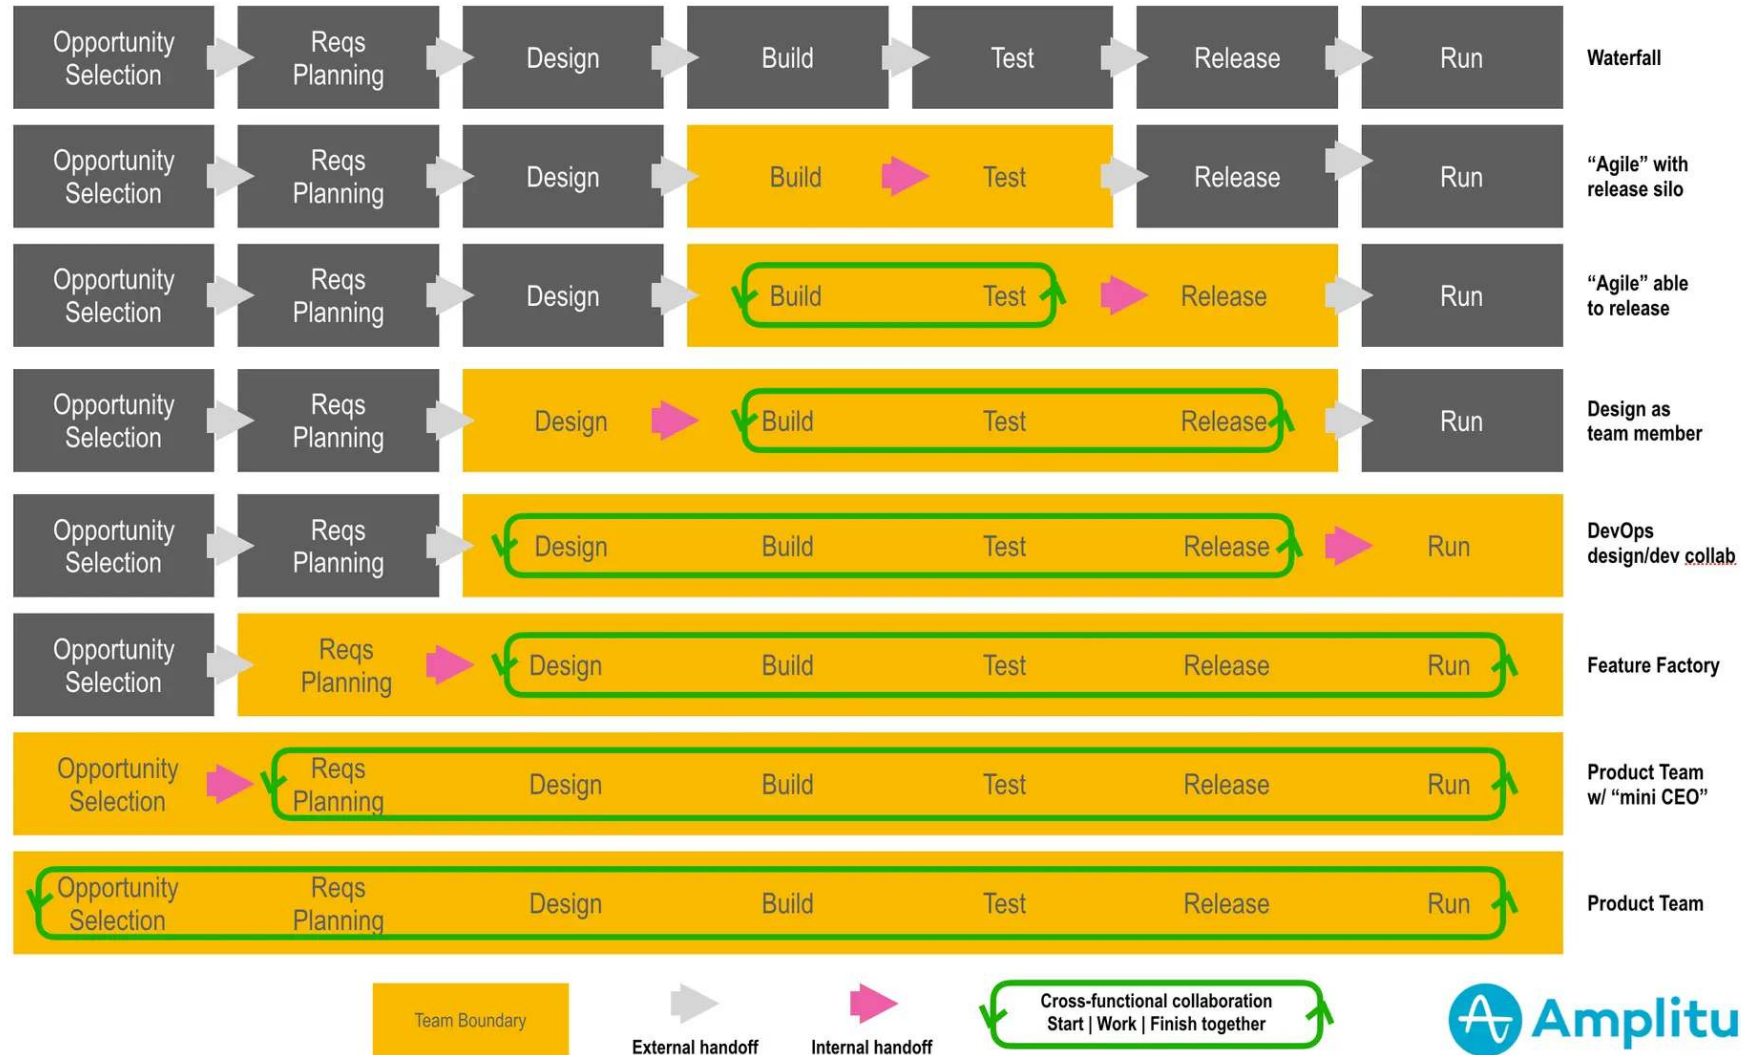 Opportunity
Selection
Reqs
Planning
Design
Build
Test
Release
Run
Waterfall
Opportunity
Selection
Reqs
Planning
Design
Build
Test
Release
Run
“Agile” with
release silo
Opportunity
Selection
Reqs
Planning
Design
Build
Test
Release
Run
“Agile” able
to release
Opportunity
Selection
Reqs
Planning
Design
Build
Test
Release
Run
Design as
team member
Opportunity
Selection
Reqs
Planning
Design
Build
Test
Release
Run
DevOps
design/dev collab
Opportunity
Selection
Reqs
Planning
Design
Build
Test
Release
Run
Feature Factory
Opportunity
Selection
Reqs
Planning
Design
Build
Test
Release
Run
Product Team
w/ “mini CEO”
Opportunity
Selection
Reqs
Planning
Design
Build
Test
Release
Run
Product Team
Team Boundary
External handoff
Internal handoff
Cross-functional collaboration
Start | Work | Finish together
Amplitu